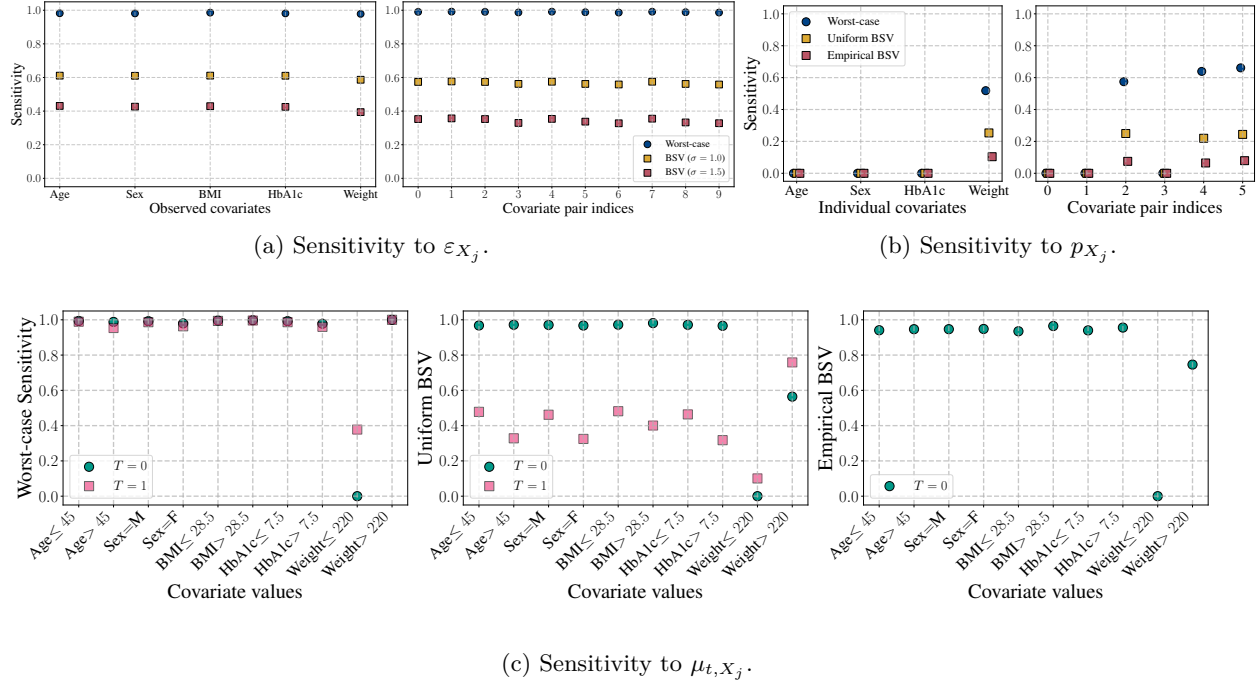 1.0
0.8
0.6
0.4
0.2
0.0
Sensitivity
Age Sex BMI HbA1c Weight
Observed covariates
1.0
0.8
0.6
0.4
0.2
0.0
Worst-case
BSV (σ = 1.0)
BSV (σ = 1.5)
0 1 2 3 4 5 6 7 8 9
Covariate pair indices
(a) Sensitivity to ε_{X_j}.
1.0
0.8
0.6
0.4
0.2
0.0
Sensitivity
Worst-case
Uniform BSV
Empirical BSV
Age Sex HbA1c Weight
Individual covariates
1.0
0.8
0.6
0.4
0.2
0.0
0 1 2 3 4 5
Covariate pair indices
(b) Sensitivity to p_{X_j}.
1.0
0.8
0.6
0.4
0.2
0.0
Worst-case Sensitivity
T = 0
T = 1
Age≤ 45
Age> 45
Sex=M
Sex=F
BMI≤ 28.5
BMI> 28.5
HbA1c≤ 7.5
HbA1c> 7.5
Weight≤ 220
Weight> 220
Covariate values
1.0
0.8
0.6
0.4
0.2
0.0
Uniform BSV
T = 0
T = 1
Age≤ 45
Age> 45
Sex=M
Sex=F
BMI≤ 28.5
BMI> 28.5
HbA1c≤ 7.5
HbA1c> 7.5
Weight≤ 220
Weight> 220
Covariate values
1.0
0.8
0.6
0.4
0.2
0.0
Empirical BSV
T = 0
Age≤ 45
Age> 45
Sex=M
Sex=F
BMI≤ 28.5
BMI> 28.5
HbA1c≤ 7.5
HbA1c> 7.5
Weight≤ 220
Weight> 220
Covariate values
(c) Sensitivity to μ_{t,X_j}.